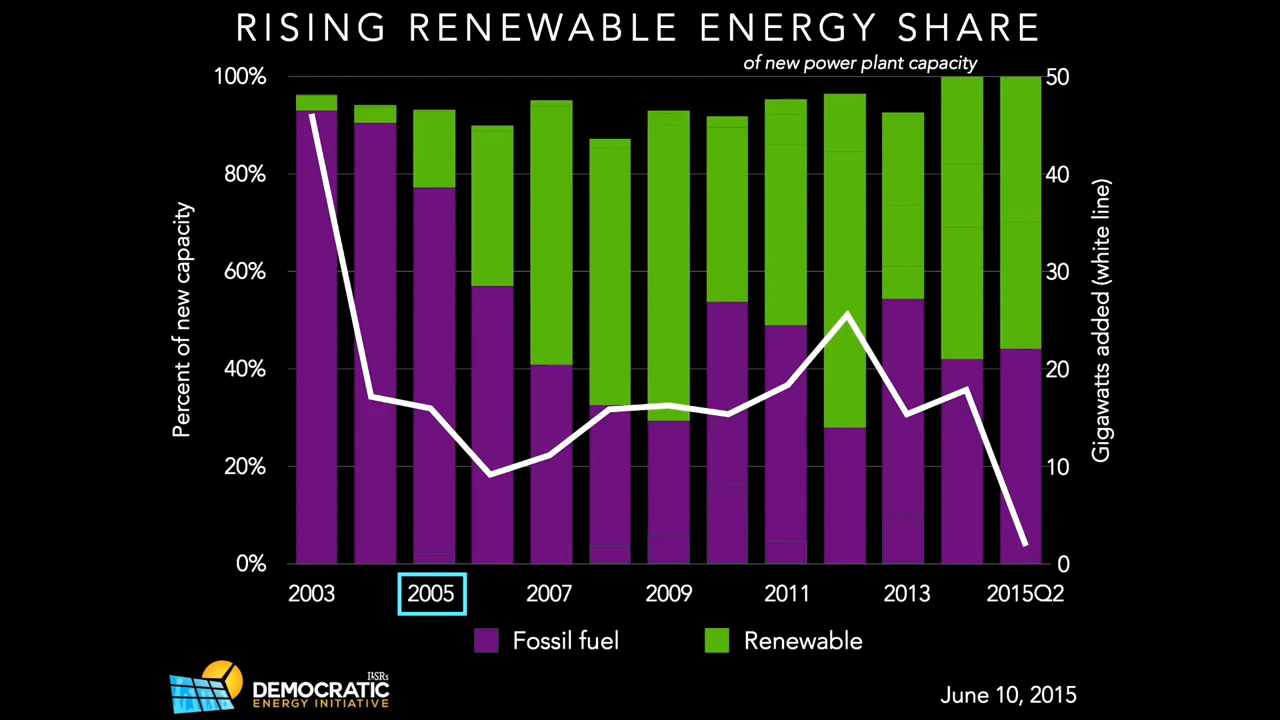 RISING RENEWABLE ENERGY SHARE
of new power plant capacity
100%
80%
60%
40%
20%
0%
Percent of new capacity
50
40
30
20
10
0
Gigawatts added (white line)
2003 2005 2007 2009 2011 2013 2015Q2
Fossil fuel Renewable
ILSR's
DEMOCRATIC
ENERGY INITIATIVE
June 10, 2015